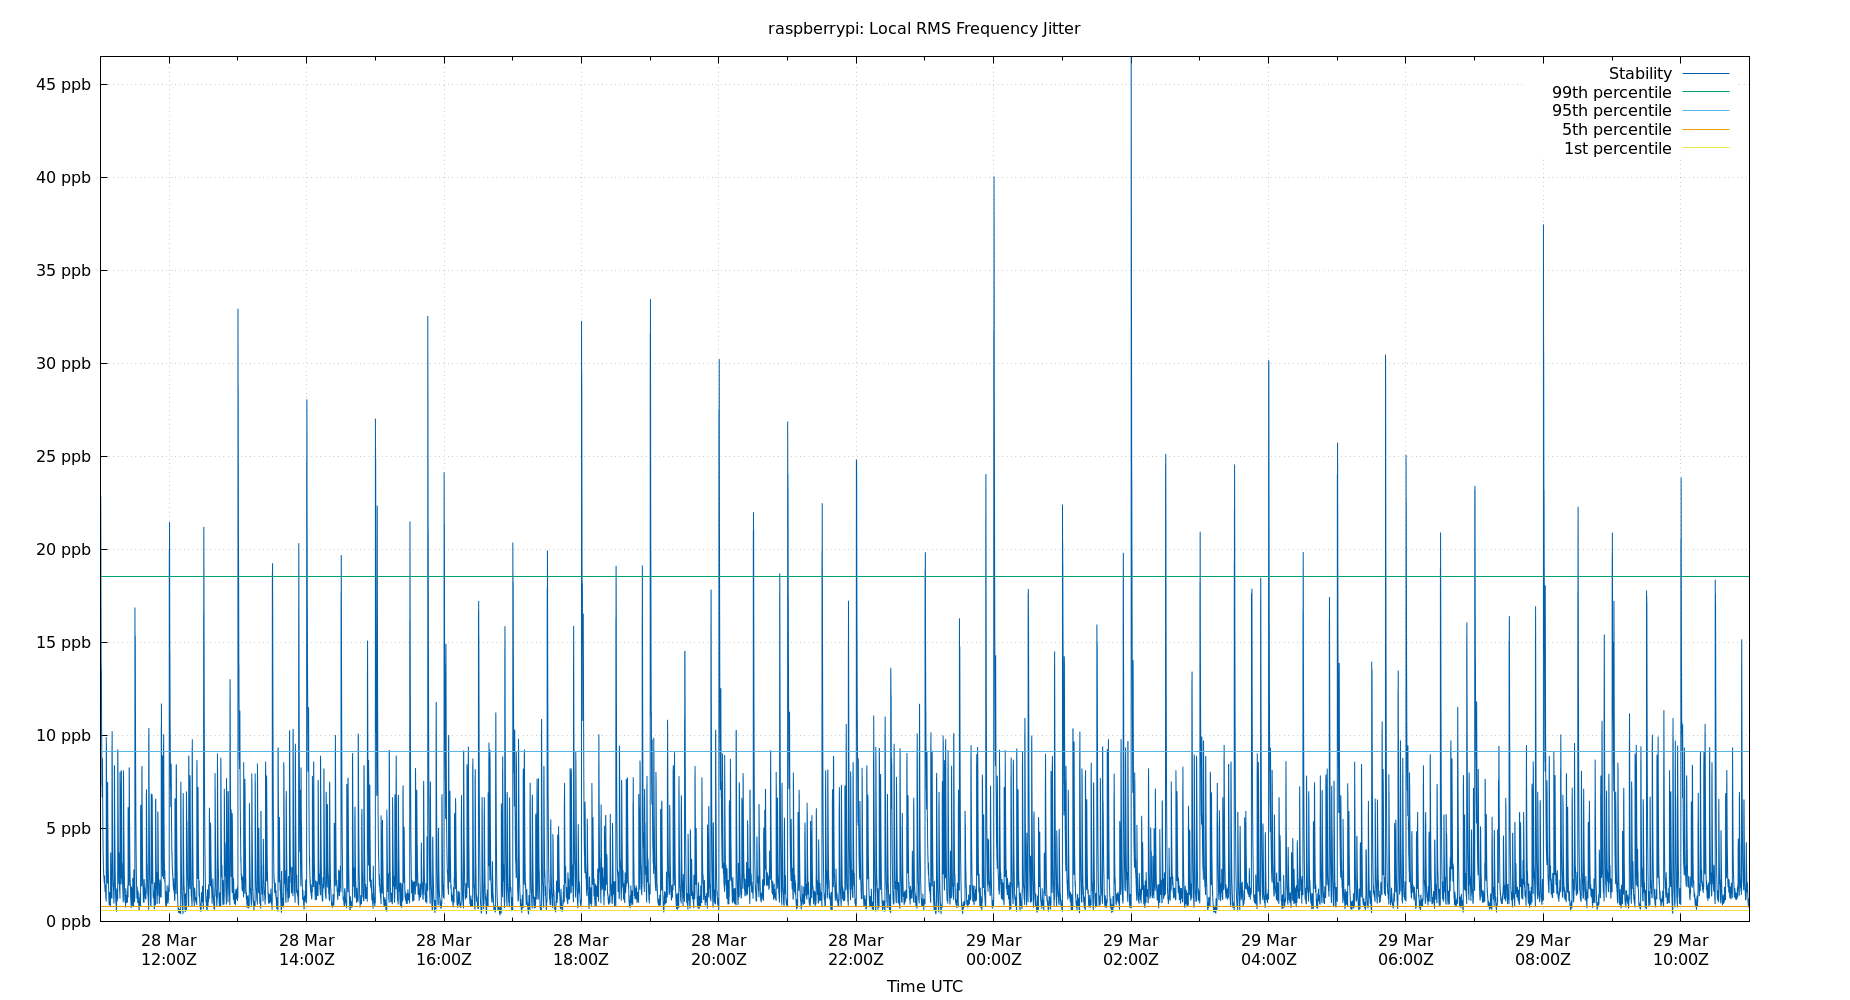 raspberrypi: Local RMS Frequency Jitter
45 ppb
40 ppb
35 ppb
30 ppb
25 ppb
20 ppb
15 ppb
10 ppb
5 ppb
0 ppb
Stability
99th percentile
95th percentile
5th percentile
1st percentile
28 Mar 28 Mar 28 Mar 28 Mar 28 Mar 28 Mar 29 Mar 29 Mar 29 Mar 29 Mar 29 Mar 29 Mar
12:00Z 14:00Z 16:00Z 18:00Z 20:00Z 22:00Z 00:00Z 02:00Z 04:00Z 06:00Z 08:00Z 10:00Z
Time UTC